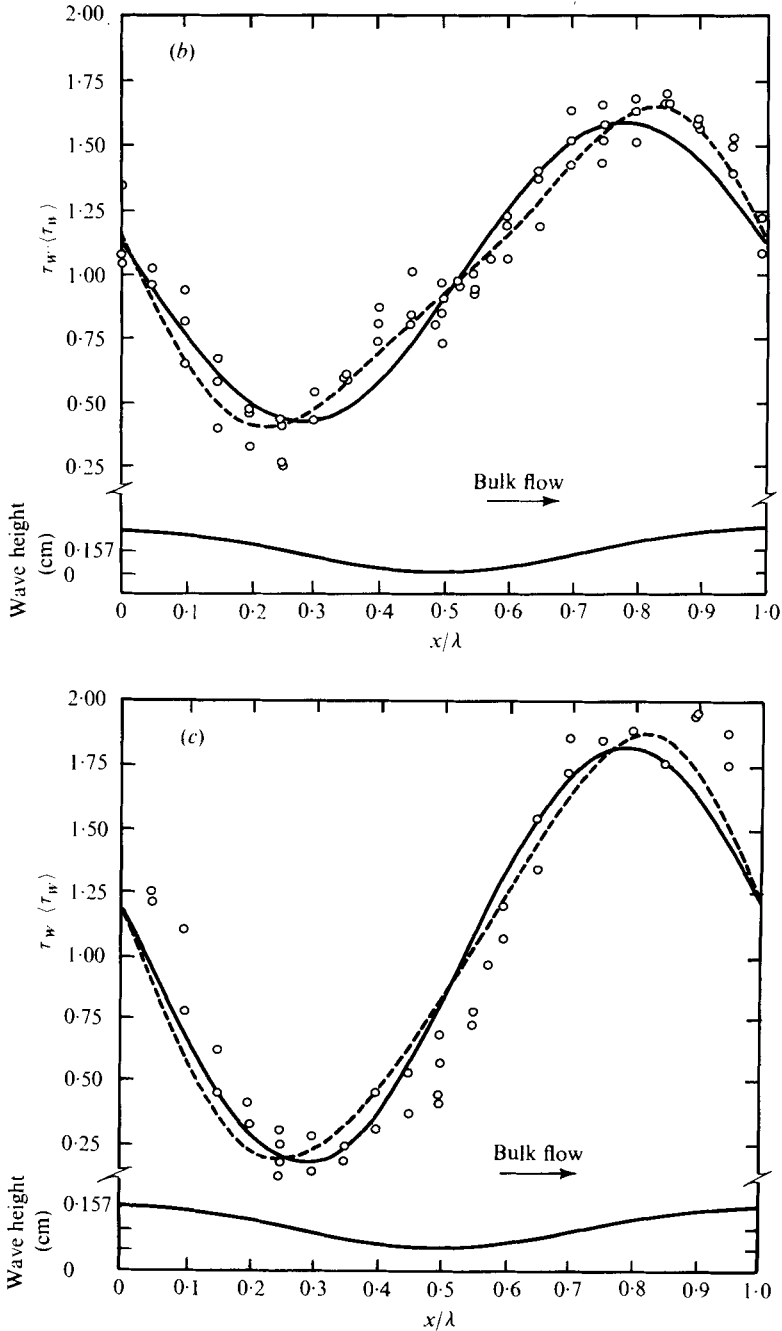 (b)
2·00
1·75
1·50
1·25
1·00
0·75
0·50
0·25
τw ⟨τw⟩
Bulk flow
Wave height
(cm)
0·157
0
0 0·1 0·2 0·3 0·4 0·5 0·6 0·7 0·8 0·9 1·0
x/λ
(c)
2·00
1·75
1·50
1·25
1·00
0·75
0·50
0·25
τw ⟨τw⟩
Bulk flow
Wave height
(cm)
0·157
0
0 0·1 0·2 0·3 0·4 0·5 0·6 0·7 0·8 0·9 1·0
x/λ